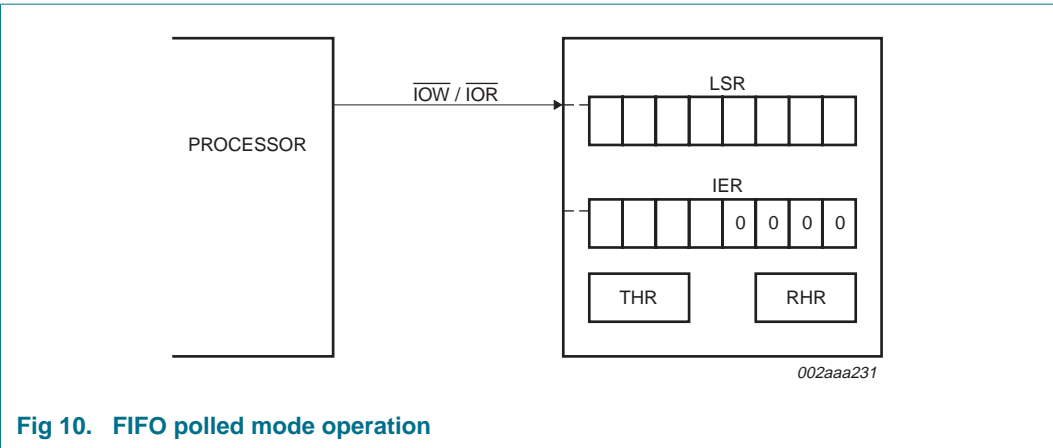 IOW / IOR
LSR
PROCESSOR
IER
0 0 0 0
THR
RHR
002aaa231
Fig 10. FIFO polled mode operation